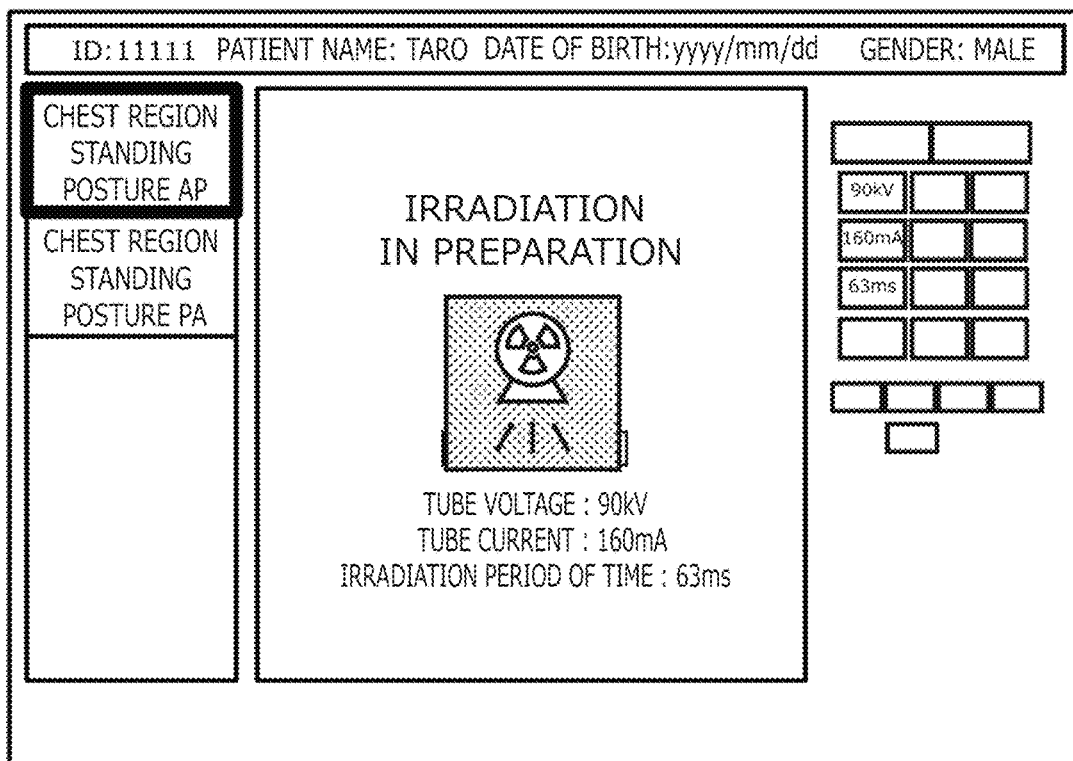 ID:11111 PATIENT NAME: TARO DATE OF BIRTH:yyyy/mm/dd GENDER: MALE
CHEST REGION
STANDING
POSTURE AP
CHEST REGION
STANDING
POSTURE PA
IRRADIATION
IN PREPARATION
TUBE VOLTAGE : 90kV
TUBE CURRENT : 160mA
IRRADIATION PERIOD OF TIME : 63ms
90kV
160mA
63ms